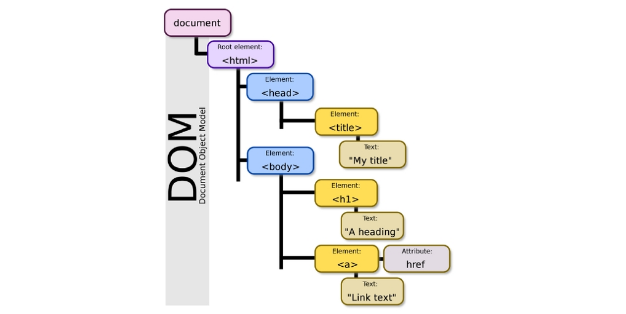 document
Root element:
<html>
Element:
<head>
Element:
<title>
Text:
"My title"
DOM
Document Object Model
Element:
<body>
Element:
<h1>
Text:
"A heading"
Element:
<a>
Attribute:
href
Text:
"Link text"